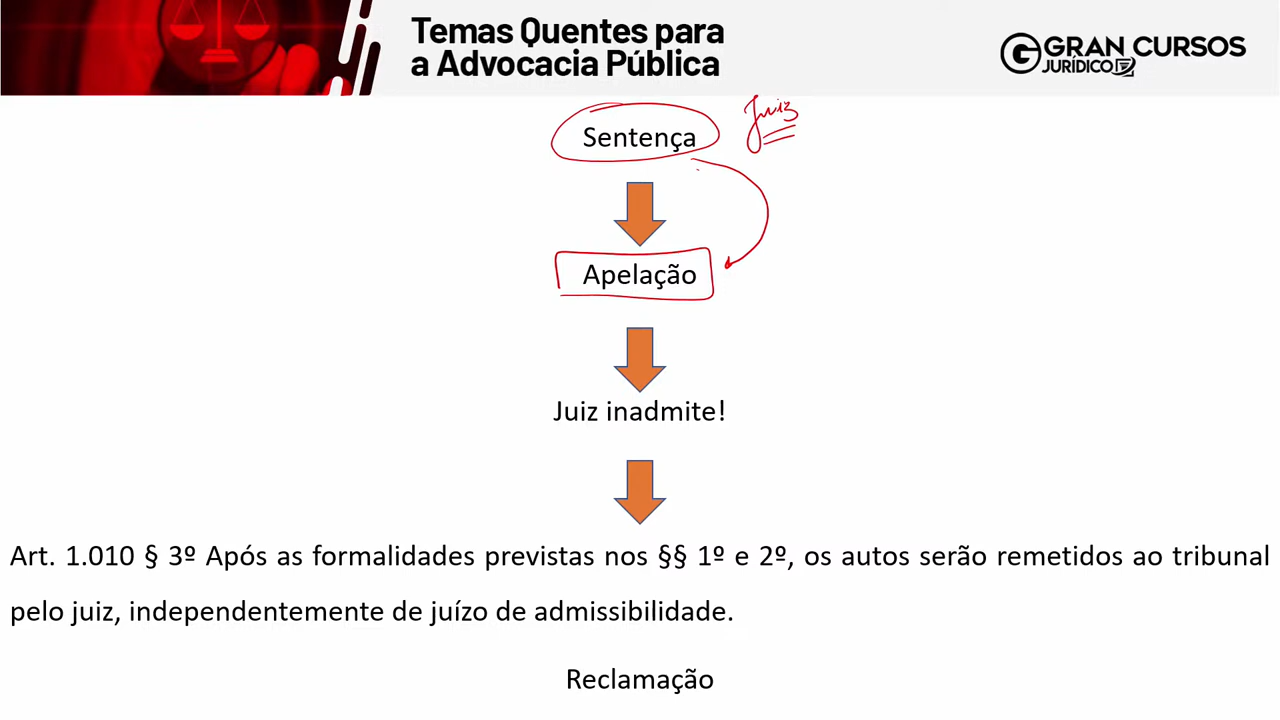 Temas Quentes para
a Advocacia Pública
GRAN CURSOS
JURÍDICO
Sentença
Juiz
Apelação
Juiz inadmite!
Art. 1.010 § 3º Após as formalidades previstas nos §§ 1º e 2º, os autos serão remetidos ao tribunal
pelo juiz, independentemente de juízo de admissibilidade.
Reclamação